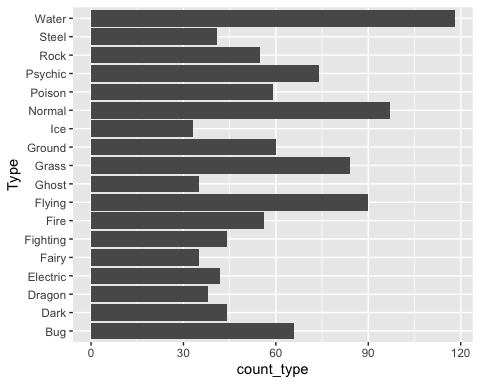 Water
Steel
Rock
Psychic
Poison
Normal
Ice
Ground
Grass
Ghost
Flying
Fire
Fighting
Fairy
Electric
Dragon
Dark
Bug
Type
0 30 60 90 120
count_type